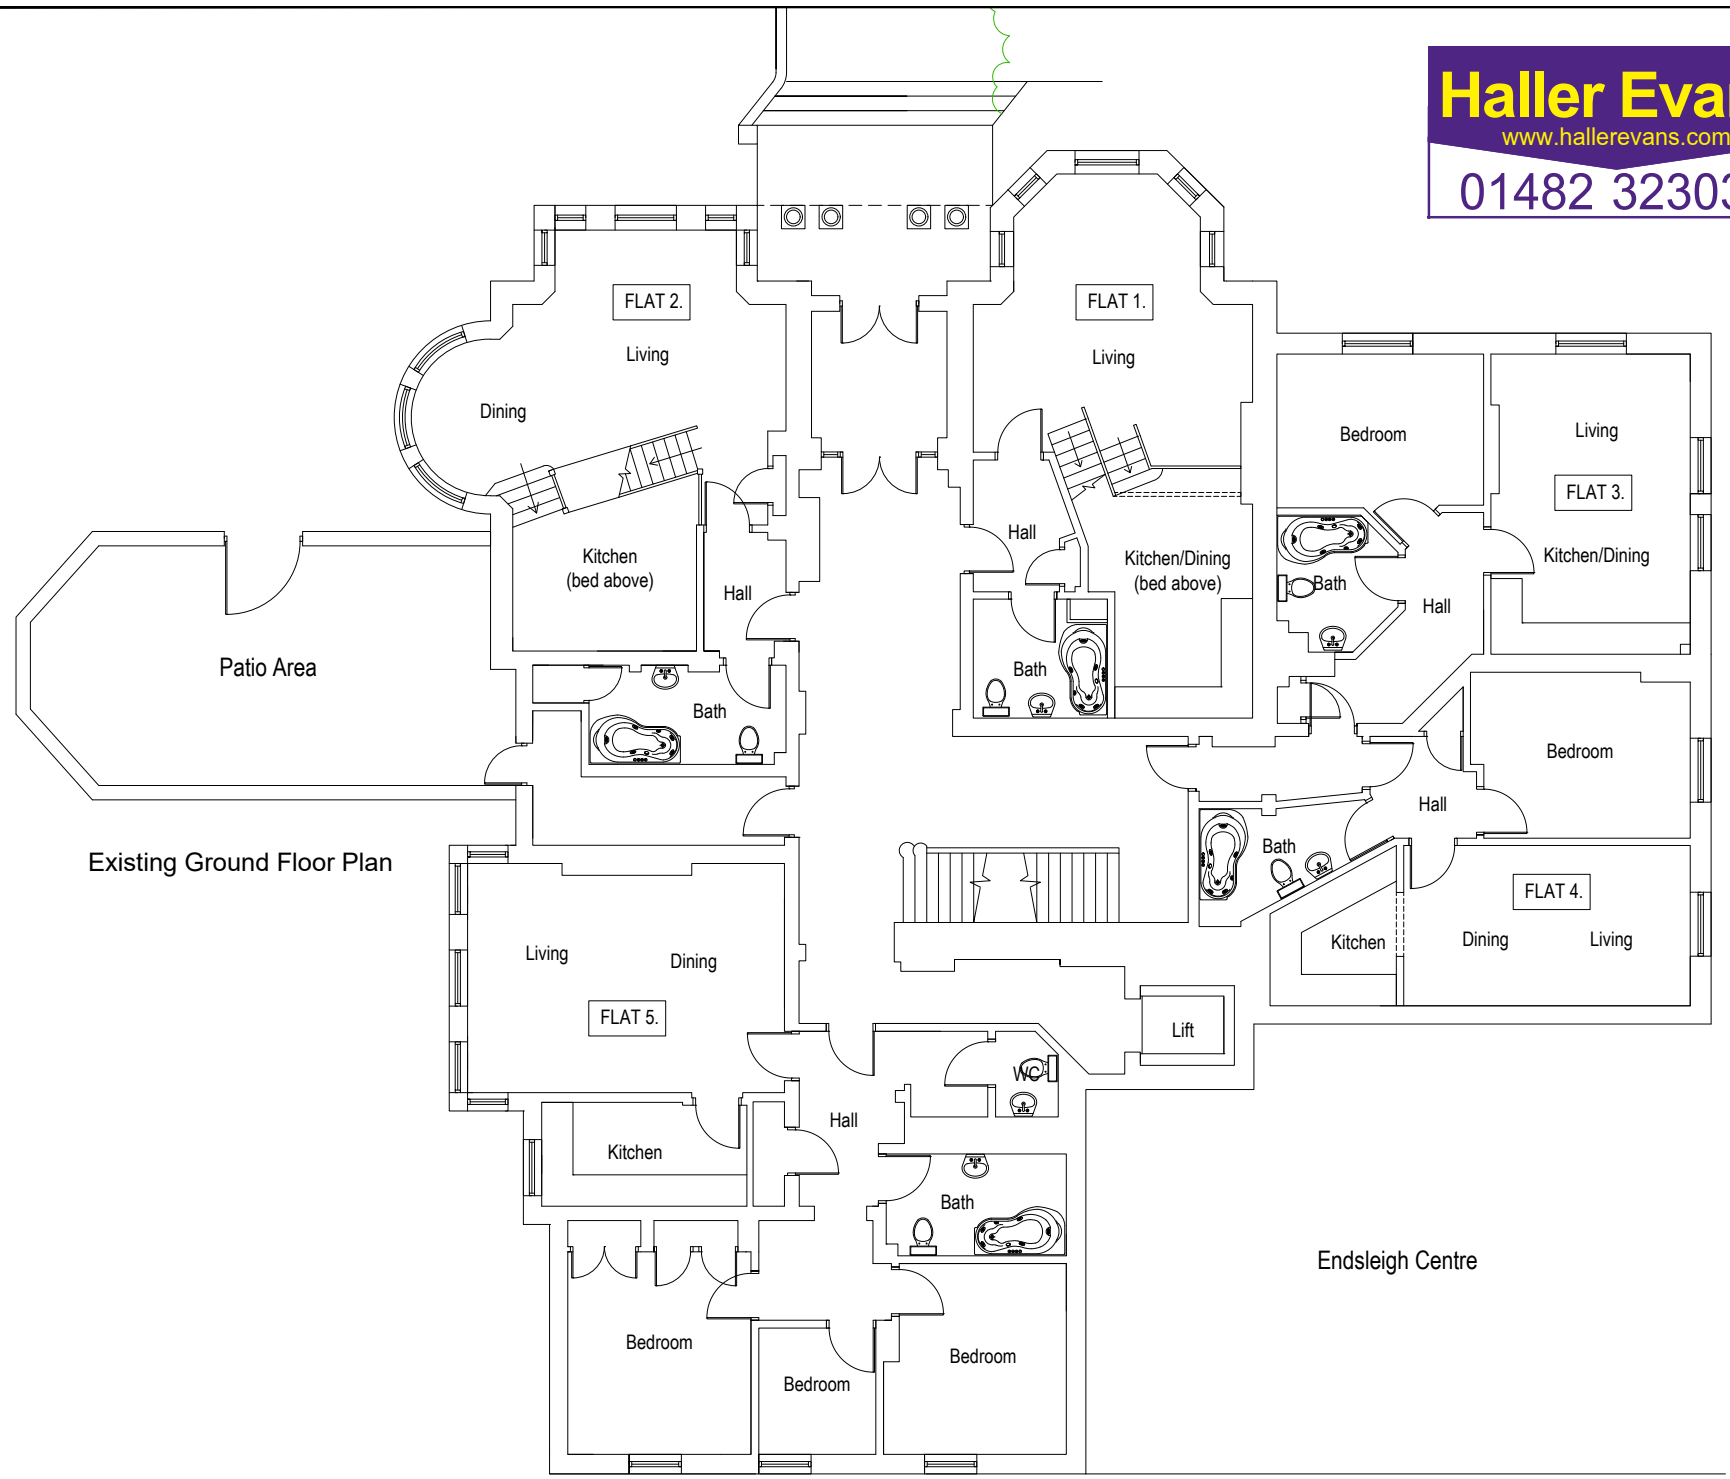 Haller Eva
www.hallerevans.com
01482 3230
FLAT 2.
Living
Dining
Kitchen
(bed above)
Hall
Bath
FLAT 1.
Living
Hall
Kitchen/Dining
(bed above)
Bath
Bedroom
Living
FLAT 3.
Kitchen/Dining
Bath
Hall
Patio Area
Existing Ground Floor Plan
Bedroom
Hall
Bath
FLAT 4.
Kitchen
Dining
Living
Living
Dining
FLAT 5.
Lift
WC
Hall
Kitchen
Bath
Bedroom
Bedroom
Bedroom
Endsleigh Centre